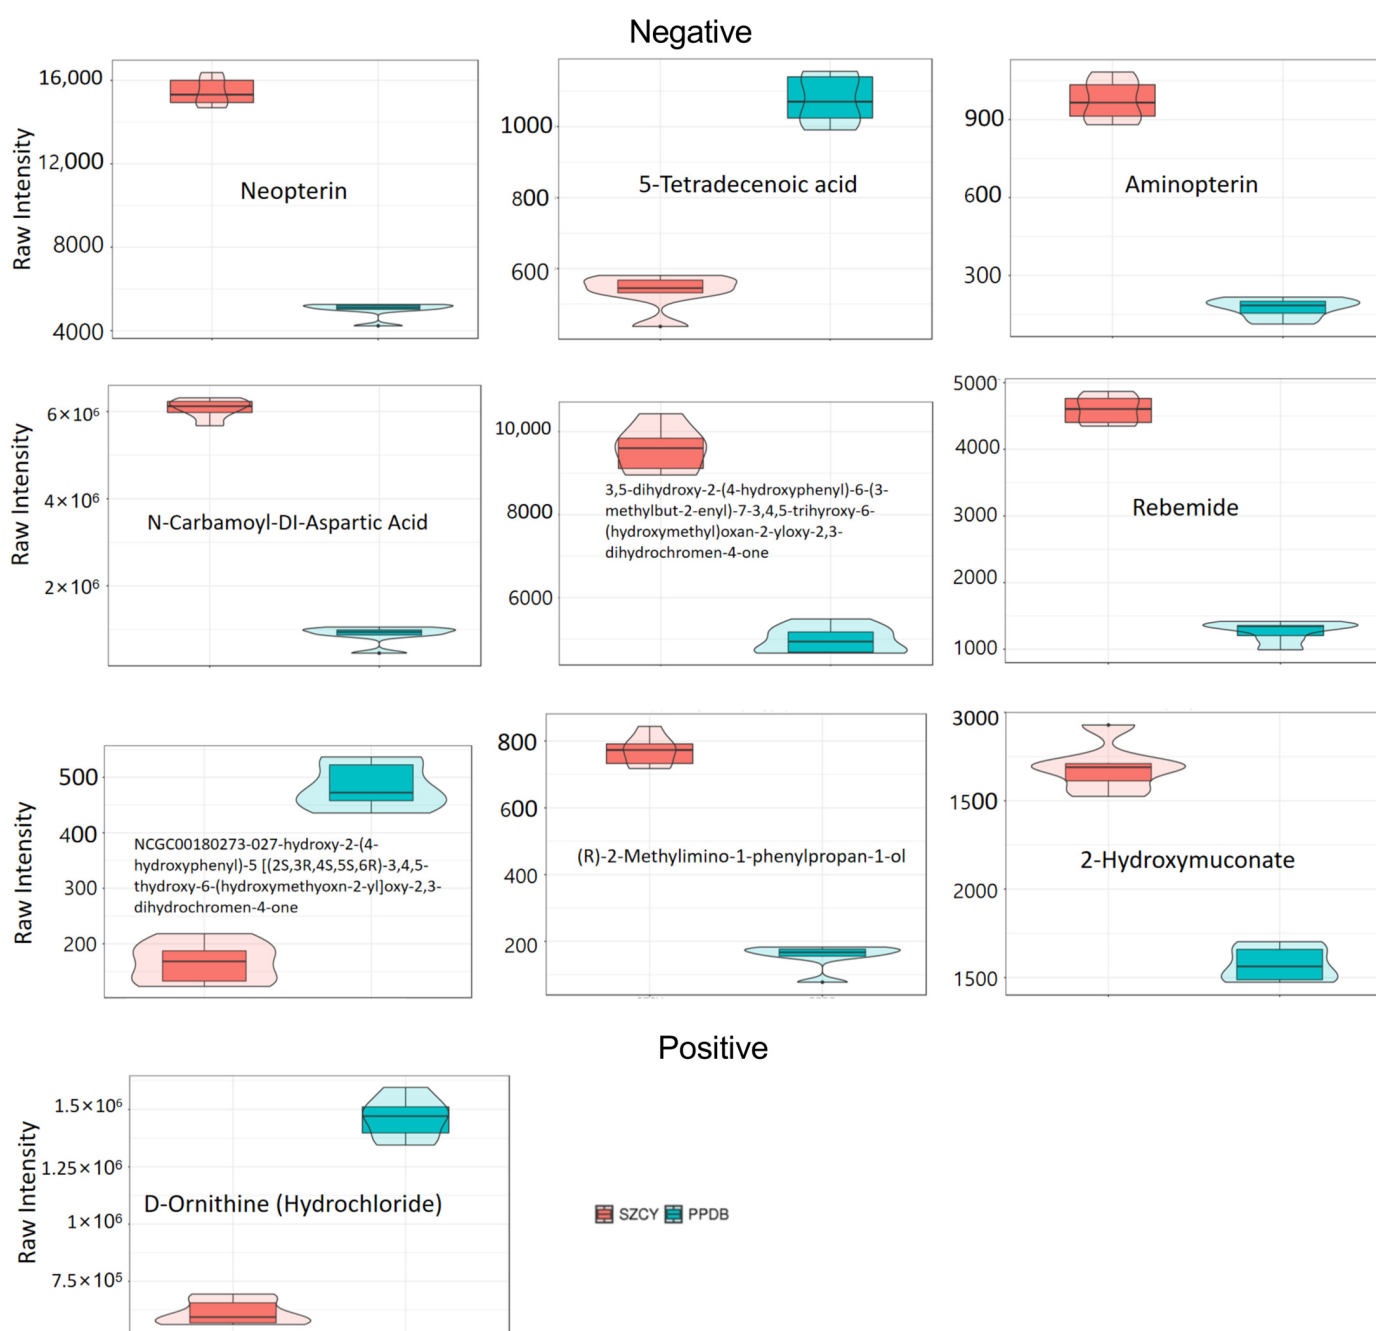 Negative
Raw Intensity
16,000
12,000
8000
4000
Neopterin
1000
800
600
5-Tetradecenoic acid
900
600
300
Aminopterin
Raw Intensity
6×10⁶
4×10⁶
2×10⁶
N-Carbamoyl-DI-Aspartic Acid
10,000
8000
6000
3,5-dihydroxy-2-(4-hydroxyphenyl)-6-(3-
methylbut-2-enyl)-7-3,4,5-trihyroxy-6-
(hydroxymethyl)oxan-2-yloxy-2,3-
dihydrochromen-4-one
5000
4000
3000
2000
1000
Rebemide
Raw Intensity
500
400
300
200
NCGC00180273-027-hydroxy-2-(4-
hydroxyphenyl)-5 [(2S,3R,4S,5S,6R)-3,4,5-
thydroxy-6-(hydroxymethyoxn-2-yl]oxy-2,3-
dihydrochromen-4-one
800
600
400
200
(R)-2-Methylimino-1-phenylpropan-1-ol
3000
1500
2000
1500
2-Hydroxymuconate
Positive
Raw Intensity
1.5×10⁶
1.25×10⁶
1×10⁶
7.5×10⁵
D-Ornithine (Hydrochloride)
SZCY PPDB